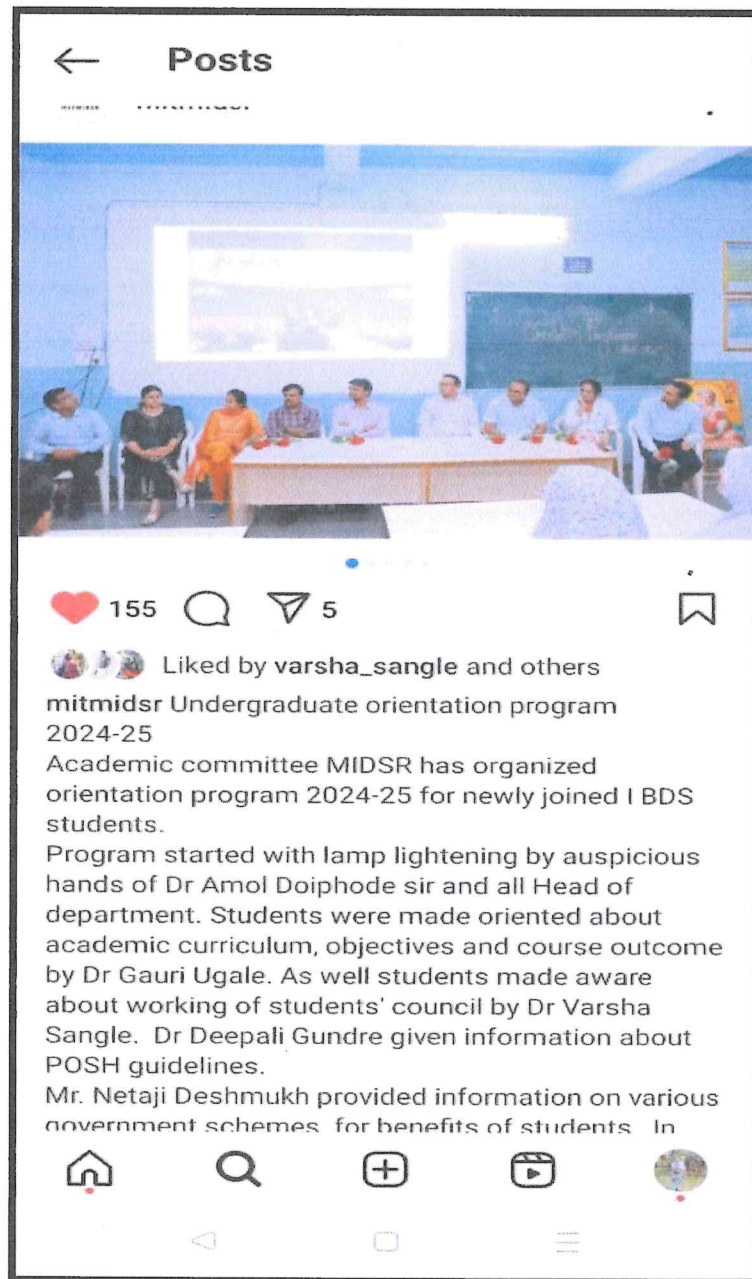 Posts
155
5
Liked by varsha_sangle and others
mitmidsr Undergraduate orientation program
2024-25
Academic committee MIDSR has organized
orientation program 2024-25 for newly joined I BDS
students.
Program started with lamp lightening by auspicious
hands of Dr Amol Doiphode sir and all Head of
department. Students were made oriented about
academic curriculum, objectives and course outcome
by Dr Gauri Ugale. As well students made aware
about working of students' council by Dr Varsha
Sangle.  Dr Deepali Gundre given information about
POSH guidelines.
Mr. Netaji Deshmukh provided information on various
government schemes  for benefits of students   In